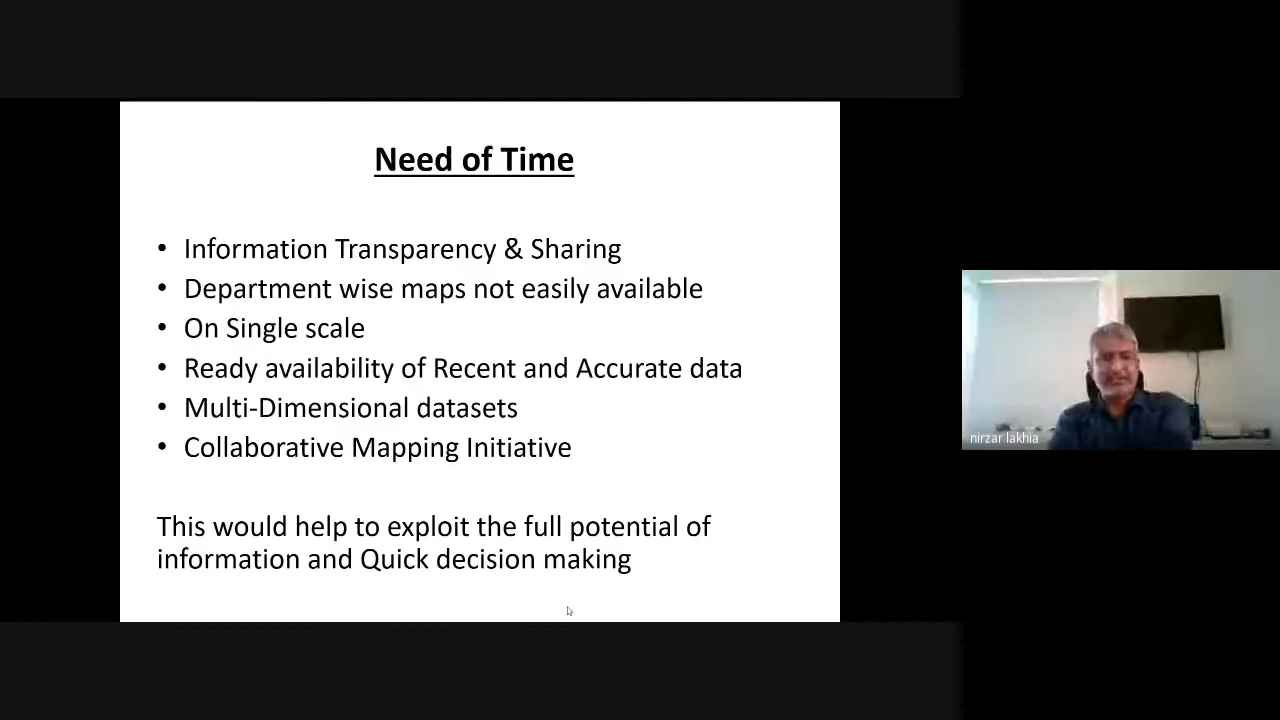 Need of Time
• Information Transparency & Sharing
• Department wise maps not easily available
• On Single scale
• Ready availability of Recent and Accurate data
• Multi-Dimensional datasets
• Collaborative Mapping Initiative
This would help to exploit the full potential of
information and Quick decision making
nirzar lakhia